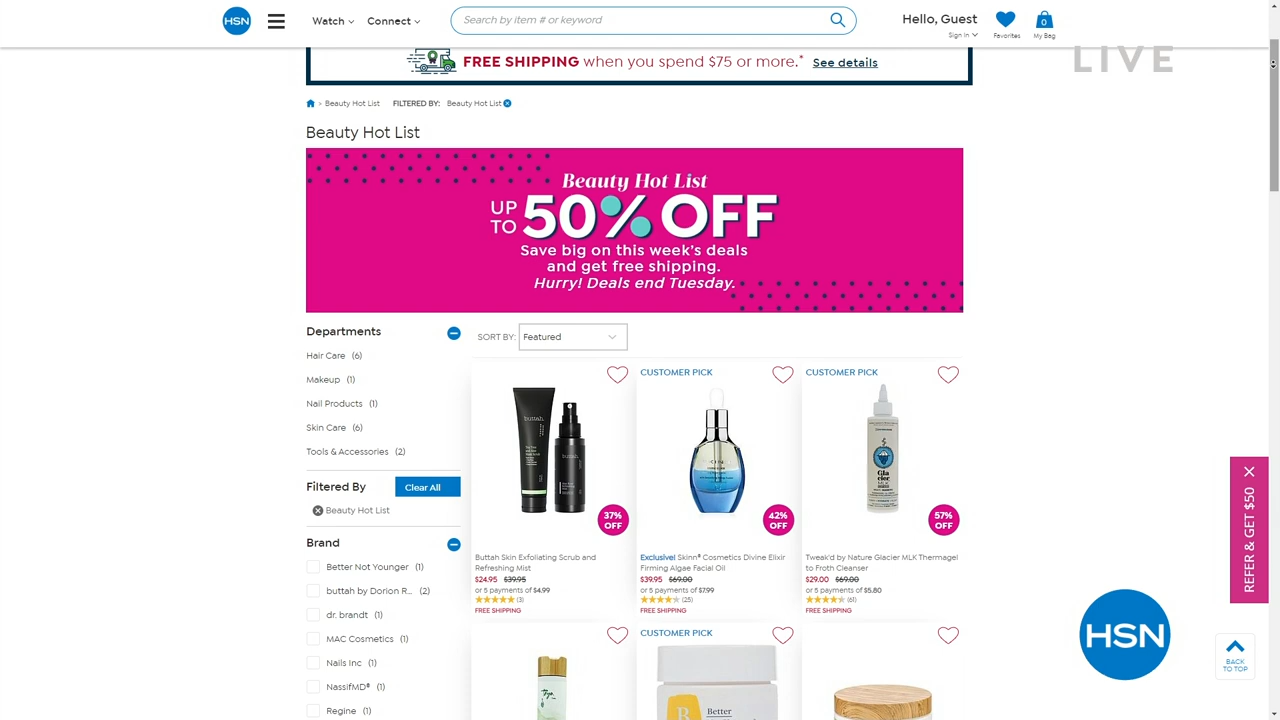 HSN
Watch
Connect
Search by item # or keyword
Hello, Guest
Sign In
Favorites
0
My Bag
LIVE
FREE SHIPPING when you spend $75 or more.* See details
> Beauty Hot List FILTERED BY: Beauty Hot List
Beauty Hot List
Beauty Hot List
UP TO 50% OFF
Save big on this week's deals
and get free shipping.
Hurry! Deals end Tuesday.
Departments
Hair Care (6)
Makeup (1)
Nail Products (1)
Skin Care (6)
Tools & Accessories (2)
Filtered By
Clear All
Beauty Hot List
Brand
Better Not Younger (1)
buttah by Dorion R... (2)
dr. brandt (1)
MAC Cosmetics (1)
Nails Inc (1)
NassifMD® (1)
Regine (1)
SORT BY: Featured
buttah.
37% OFF
Buttah Skin Exfoliating Scrub and
Refreshing Mist
$24.95 $39.95
or 5 payments of $4.99
(3)
FREE SHIPPING
CUSTOMER PICK
42% OFF
Exclusive! Skinn® Cosmetics Divine Elixir
Firming Algae Facial Oil
$39.95 $69.00
or 5 payments of $7.99
(25)
FREE SHIPPING
CUSTOMER PICK
Gla
cier
57% OFF
Tweak'd by Nature Glacier MLK Thermagel
to Froth Cleanser
$29.00 $69.00
or 5 payments of $5.80
(61)
FREE SHIPPING
CUSTOMER PICK
B
Better
REFER & GET $50
HSN
BACK
TO TOP